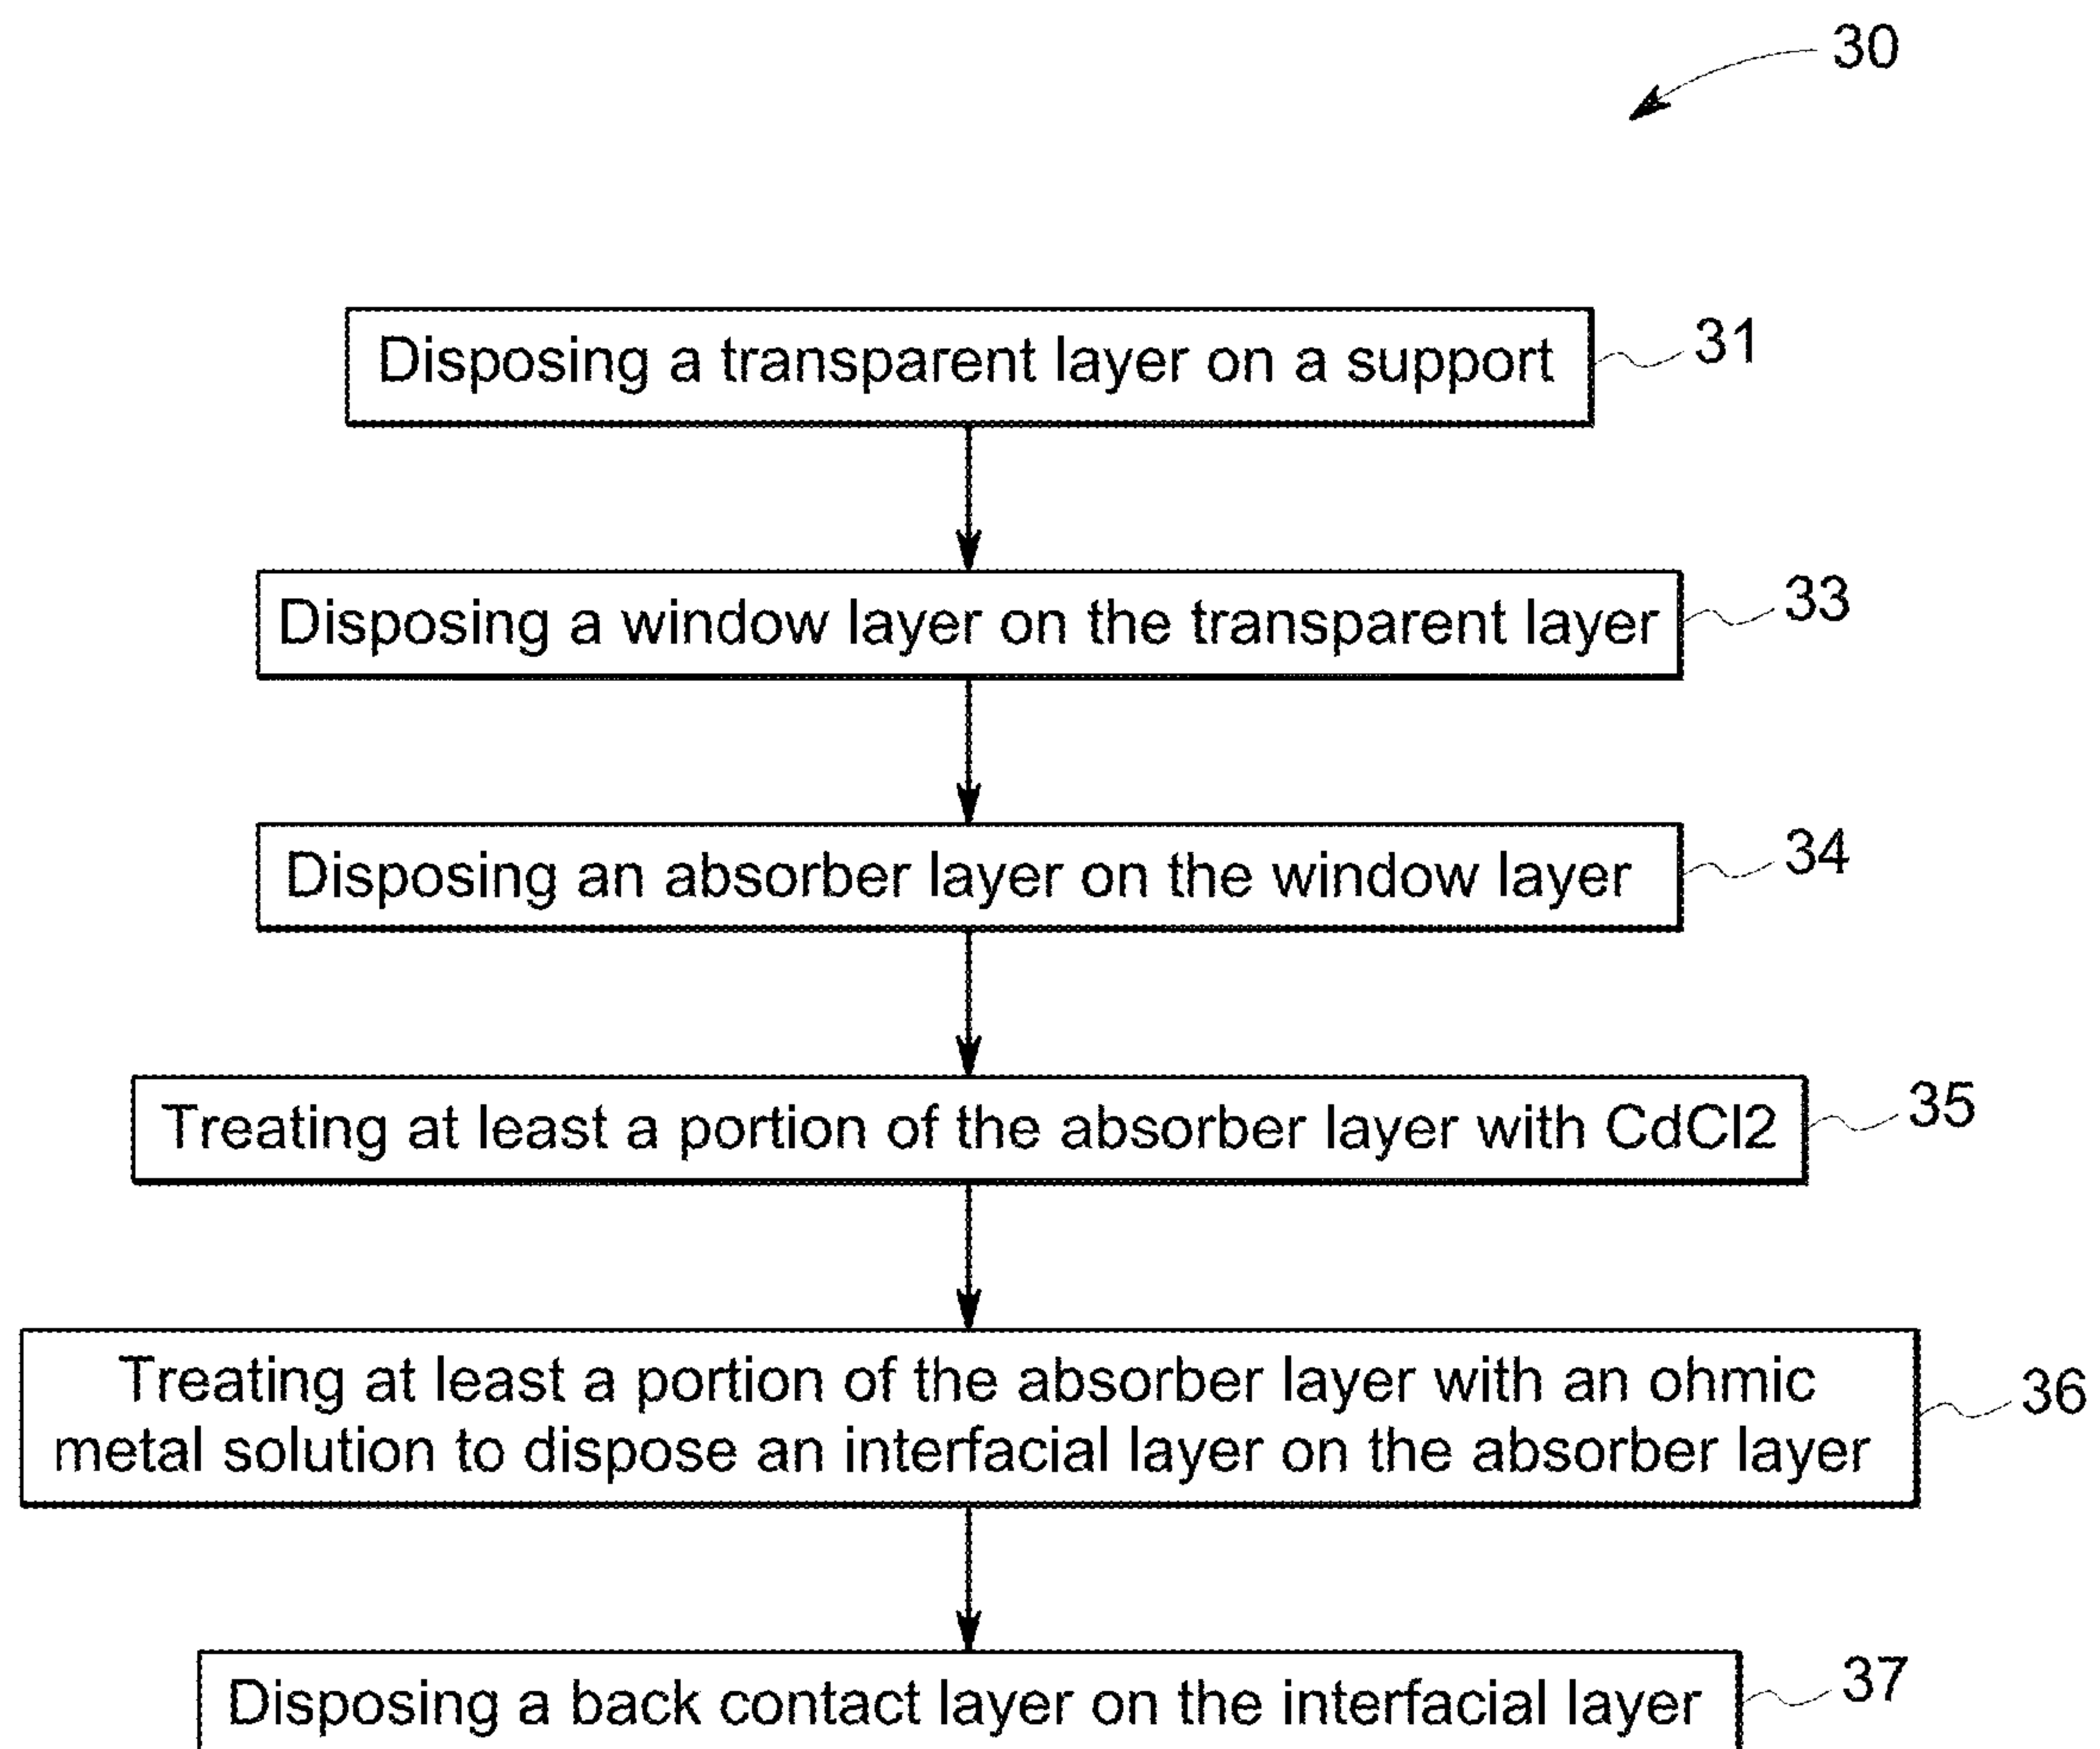 30
Disposing a transparent layer on a support
31
Disposing a window layer on the transparent layer
33
Disposing an absorber layer on the window layer
34
Treating at least a portion of the absorber layer with CdCl2
35
Treating at least a portion of the absorber layer with an ohmic
metal solution to dispose an interfacial layer on the absorber layer
36
Disposing a back contact layer on the interfacial layer
37